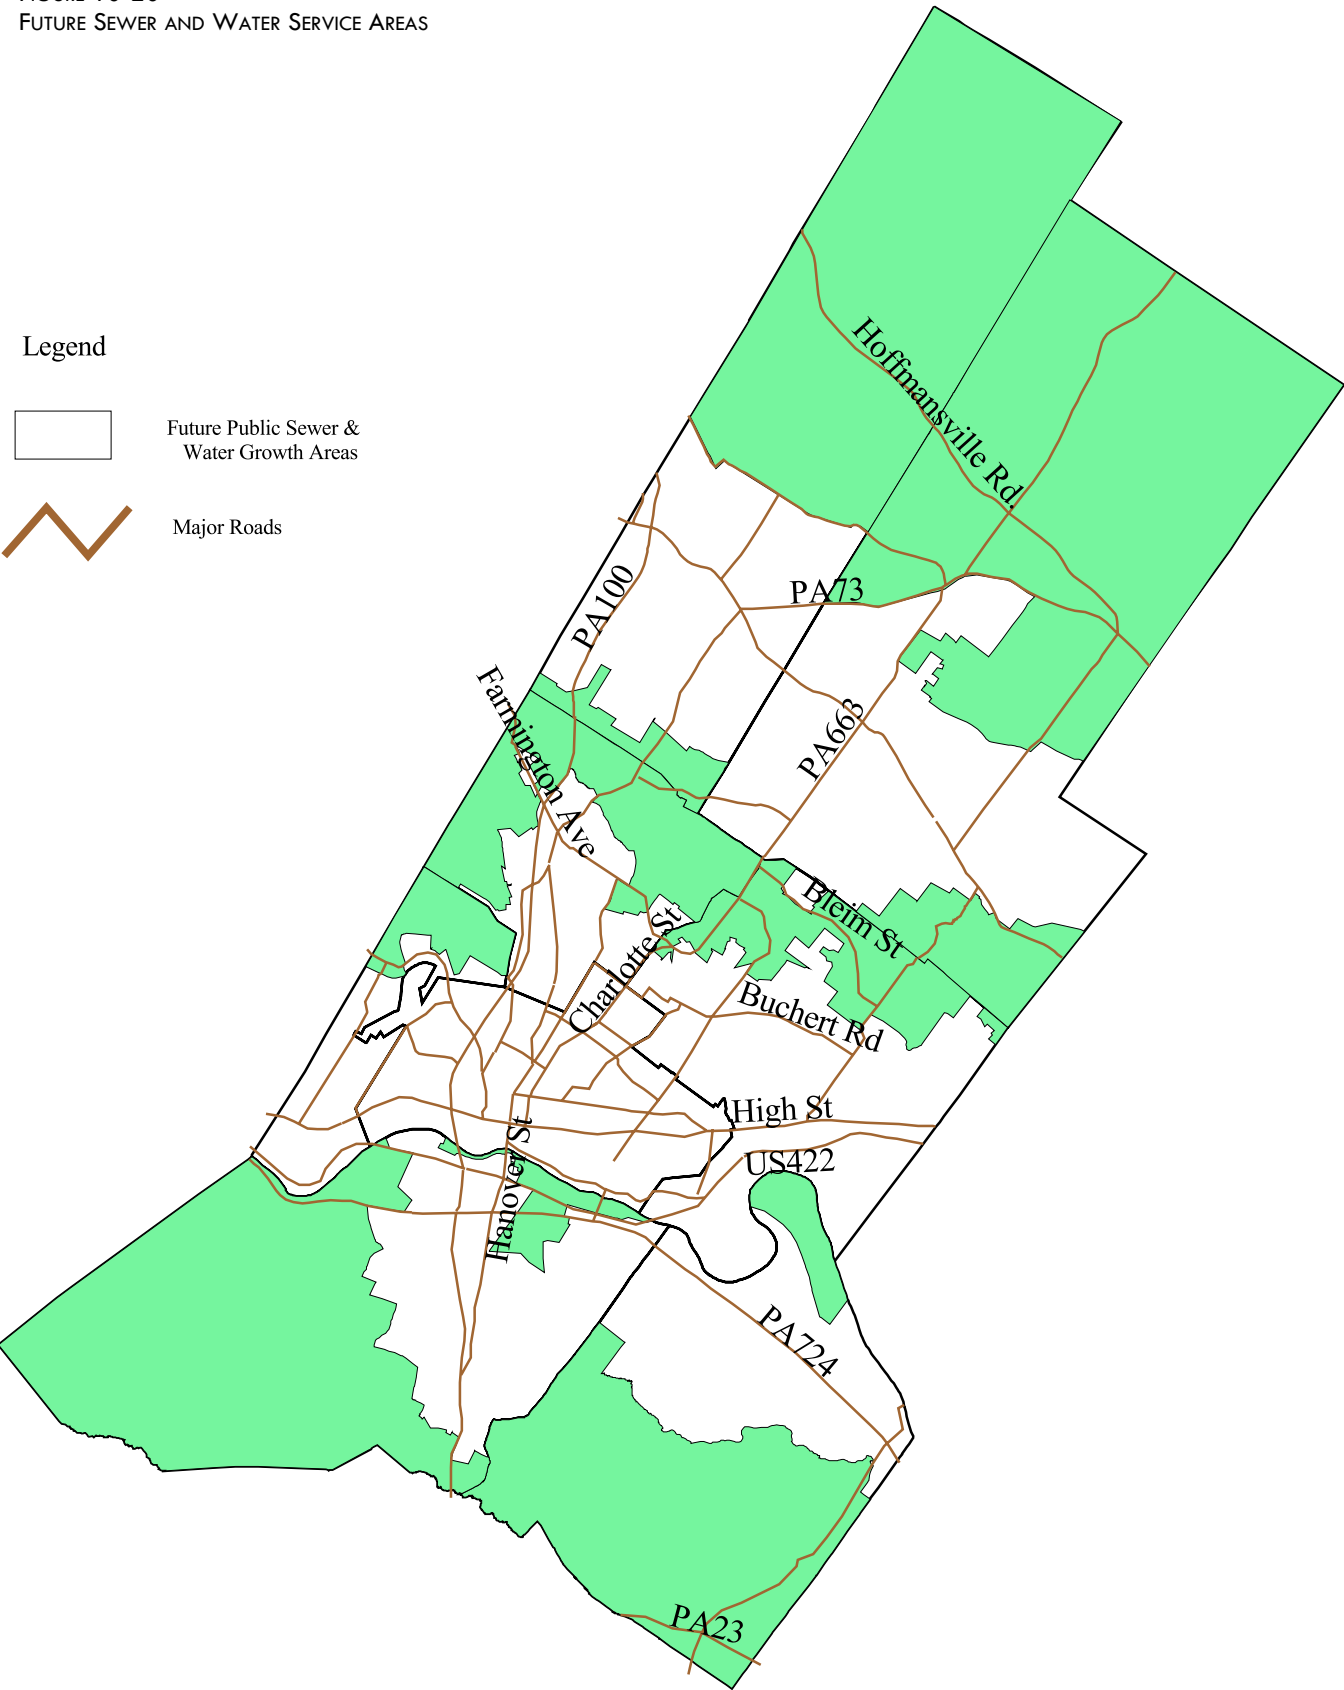 FUTURE SEWER AND WATER SERVICE AREAS
Legend
Future Public Sewer &
Water Growth Areas
Major Roads
Hoffmansville Rd.
PA100
PA73
Farmington Ave
PA663
Bleim St
Charlotte St
Buchert Rd
High St
US422
Hanover St
PA724
PA23